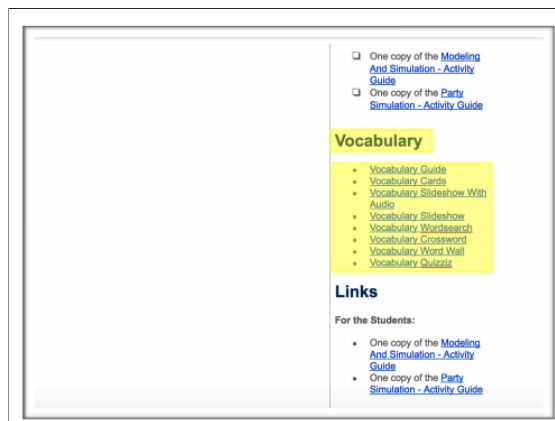 ❏ One copy of the Modeling
And Simulation - Activity
Guide
❏ One copy of the Party
Simulation - Activity Guide
Vocabulary
• Vocabulary Guide
• Vocabulary Cards
• Vocabulary Slideshow With
Audio
• Vocabulary Slideshow
• Vocabulary Wordsearch
• Vocabulary Crossword
• Vocabulary Word Wall
• Vocabulary Quizziz
Links
For the Students:
• One copy of the Modeling
And Simulation - Activity
Guide
• One copy of the Party
Simulation - Activity Guide